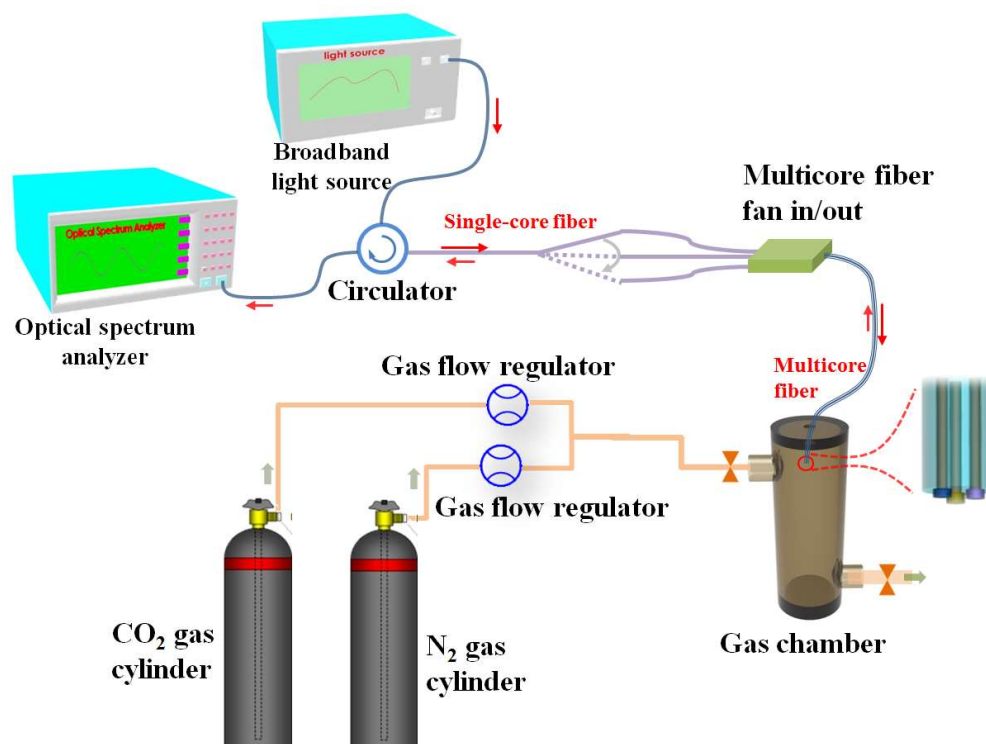 light source
Broadband
light source
Optical Spectrum Analyzer
Optical spectrum
analyzer
Circulator
Single-core fiber
Multicore fiber
fan in/out
Multicore
fiber
Gas flow regulator
Gas flow regulator
CO₂ gas
cylinder
N₂ gas
cylinder
Gas chamber